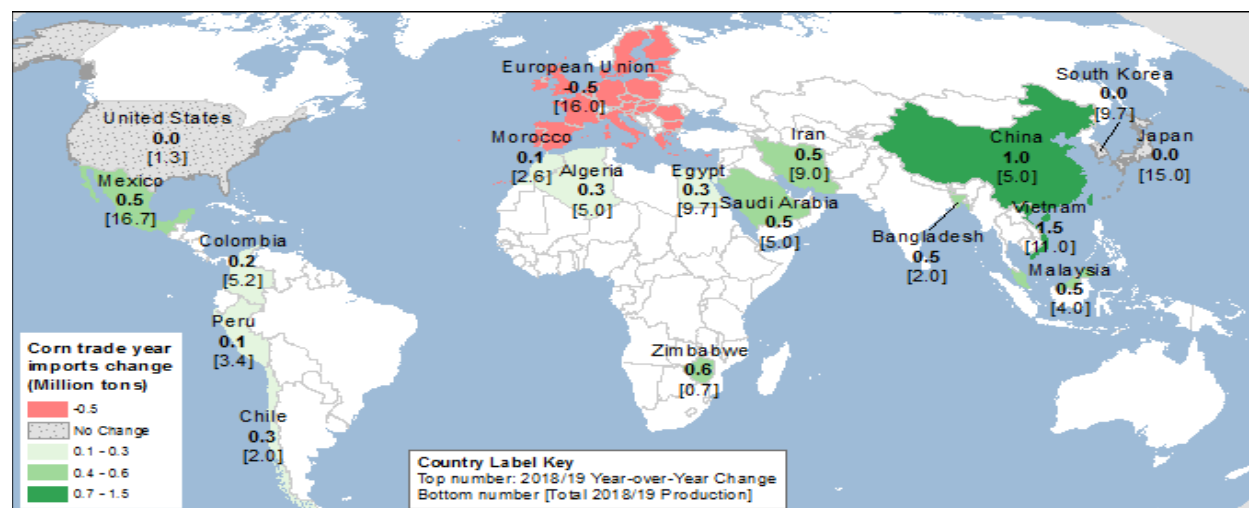 European Union
-0.5
[16.0]
South Korea
0.0
[9.7]
United States
0.0
[1.3]
Morocco
0.1
[2.6]
Algeria
0.3
[5.0]
Egypt
0.3
[9.7]
Iran
0.5
[9.0]
China
1.0
[5.0]
Japan
0.0
[15.0]
Mexico
0.5
[16.7]
Saudi Arabia
0.5
[5.0]
Bangladesh
0.5
[2.0]
Vietnam
1.5
[11.0]
Malaysia
0.5
[4.0]
Colombia
0.2
[5.2]
Peru
0.1
[3.4]
Chile
0.3
[2.0]
Zimbabwe
0.6
[0.7]
Corn trade year
imports change
(Million tons)
-0.5
No Change
0.1 - 0.3
0.4 - 0.6
0.7 - 1.5
Country Label Key
Top number: 2018/19 Year-over-Year Change
Bottom number [Total 2018/19 Production]